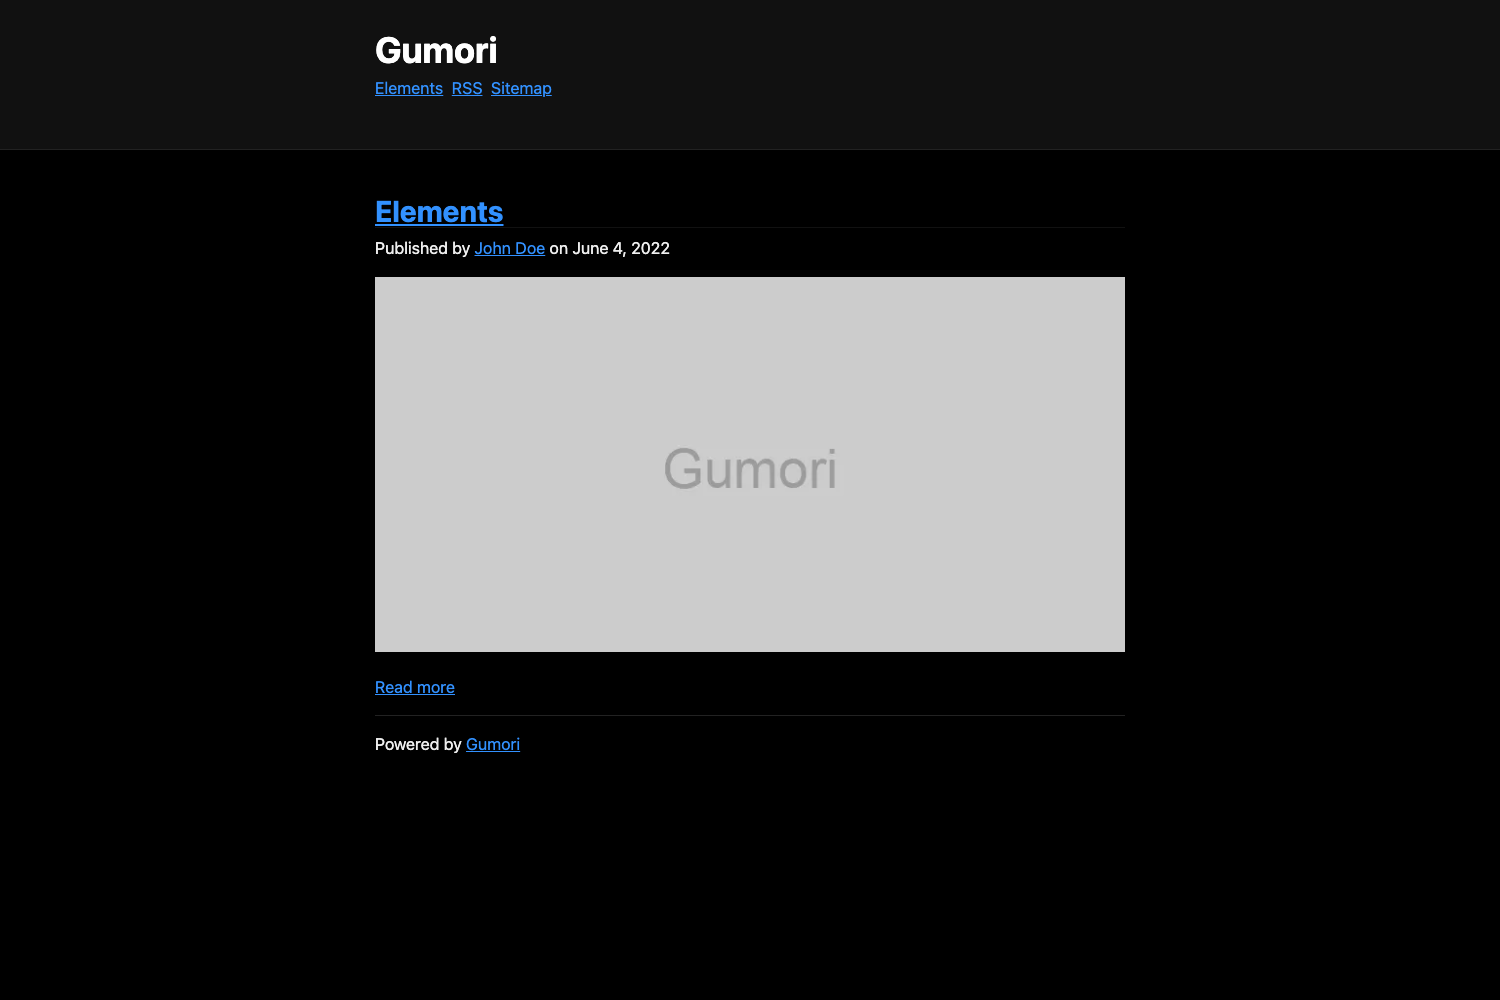 Gumori
Elements RSS Sitemap
Elements
Published by John Doe on June 4, 2022
Gumori
Read more
Powered by Gumori